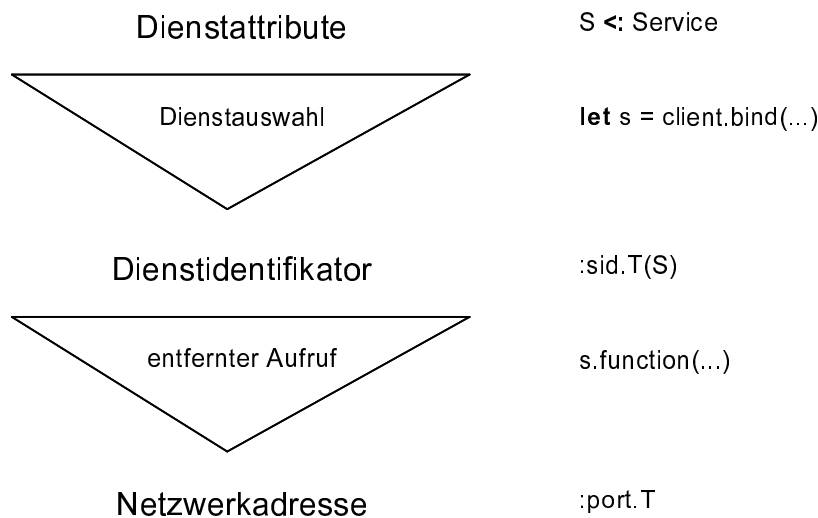 Dienstattribute S <: Service
Dienstauswahl let s = client.bind(...)
Dienstidentifikator :sid.T(S)
entfernter Aufruf s.function(...)
Netzwerkadresse :port.T